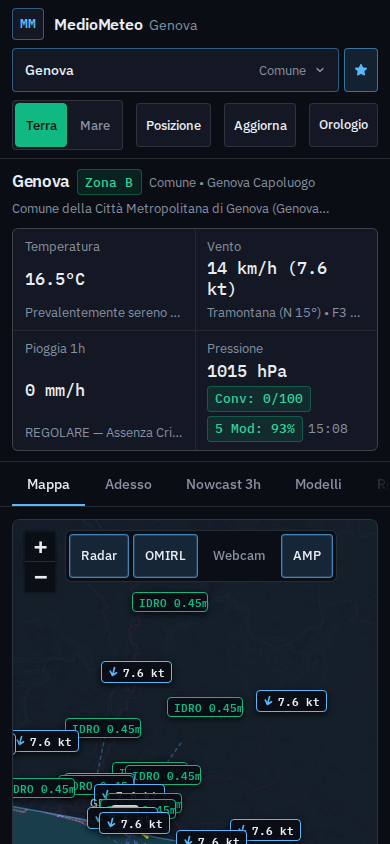 MM MedioMeteo Genova
Genova Comune
Terra Mare Posizione Aggiorna Orologio
Genova Zona B Comune • Genova Capoluogo
Comune della Città Metropolitana di Genova (Genova...
Temperatura
16.5°C
Prevalentemente sereno ...
Vento
14 km/h (7.6
kt)
Tramontana (N 15°) • F3 ...
Pioggia 1h
0 mm/h
REGOLARE — Assenza Cri...
Pressione
1015 hPa
Conv: 0/100
5 Mod: 93% 15:08
Mappa Adesso Nowcast 3h Modelli R
+
−
Radar OMIRL Webcam AMP
IDRO 0.45m
7.6 kt
7.6 kt
IDRO 0.45m
IDRO 0.45m
7.6 kt
IDRO 0.45m
DRO 0.45m
7.6 kt
7.6 kt
7.6 kt